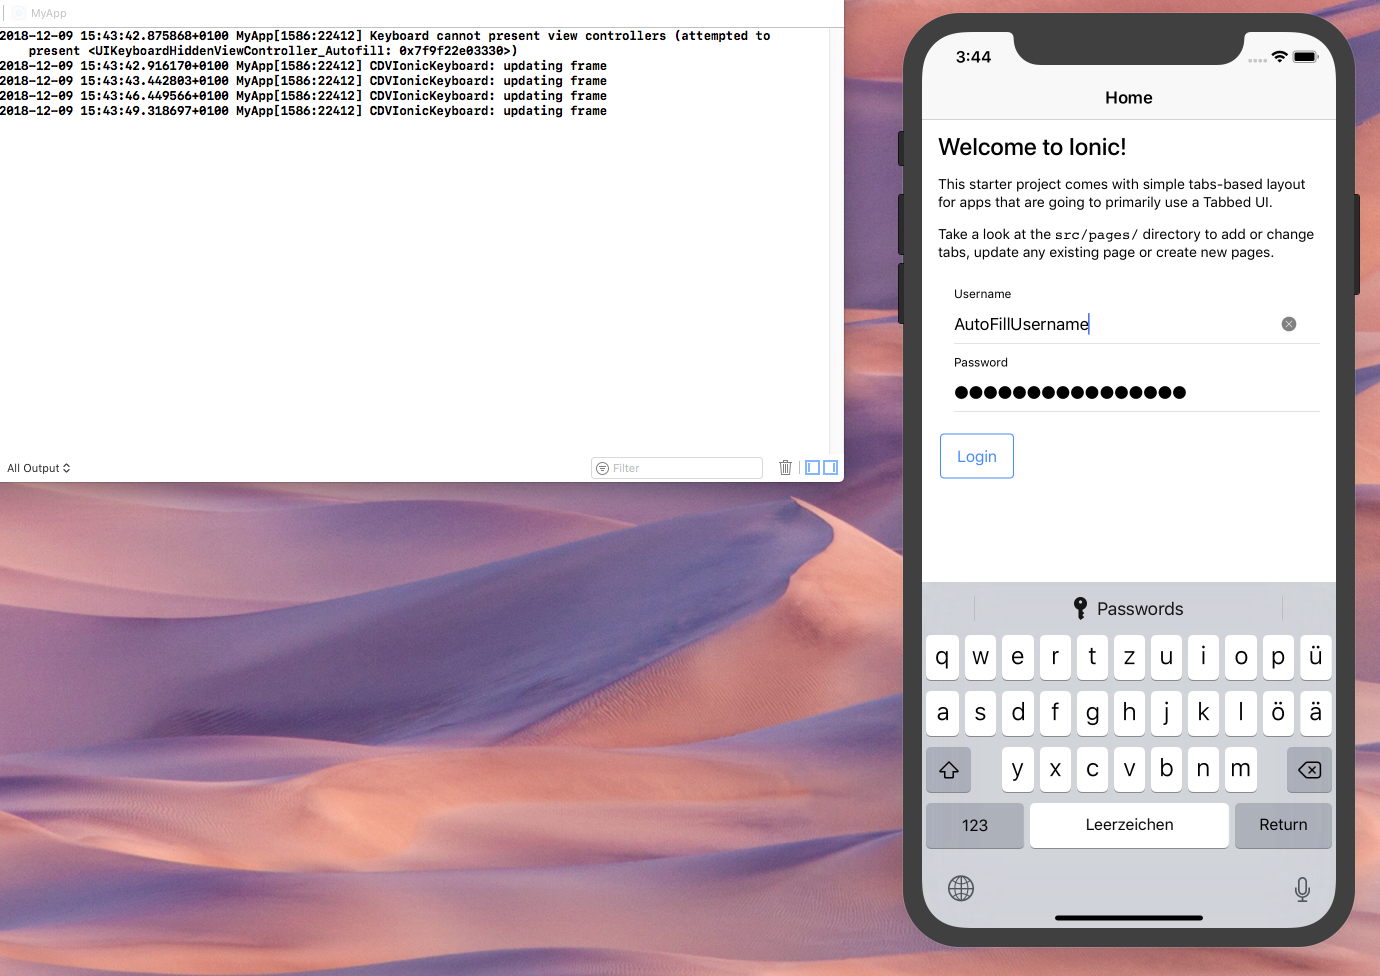 MyApp
2018-12-09 15:43:42.875868+0100 MyApp[1586:22412] Keyboard cannot present view controllers (attempted to
present <UIKeyboardHiddenViewController_Autofill: 0x7f9f22e03330>)
2018-12-09 15:43:42.916170+0100 MyApp[1586:22412] CDVIonicKeyboard: updating frame
2018-12-09 15:43:43.442803+0100 MyApp[1586:22412] CDVIonicKeyboard: updating frame
2018-12-09 15:43:46.449566+0100 MyApp[1586:22412] CDVIonicKeyboard: updating frame
2018-12-09 15:43:49.318697+0100 MyApp[1586:22412] CDVIonicKeyboard: updating frame
All Output
Filter
3:44
Home
Welcome to Ionic!
This starter project comes with simple tabs-based layout
for apps that are going to primarily use a Tabbed UI.
Take a look at the src/pages/ directory to add or change
tabs, update any existing page or create new pages.
Username
AutoFillUsername
Password
●●●●●●●●●●●●●●●●
Login
Passwords
q w e r t z u i o p ü
a s d f g h j k l ö ä
y x c v b n m
123 Leerzeichen Return